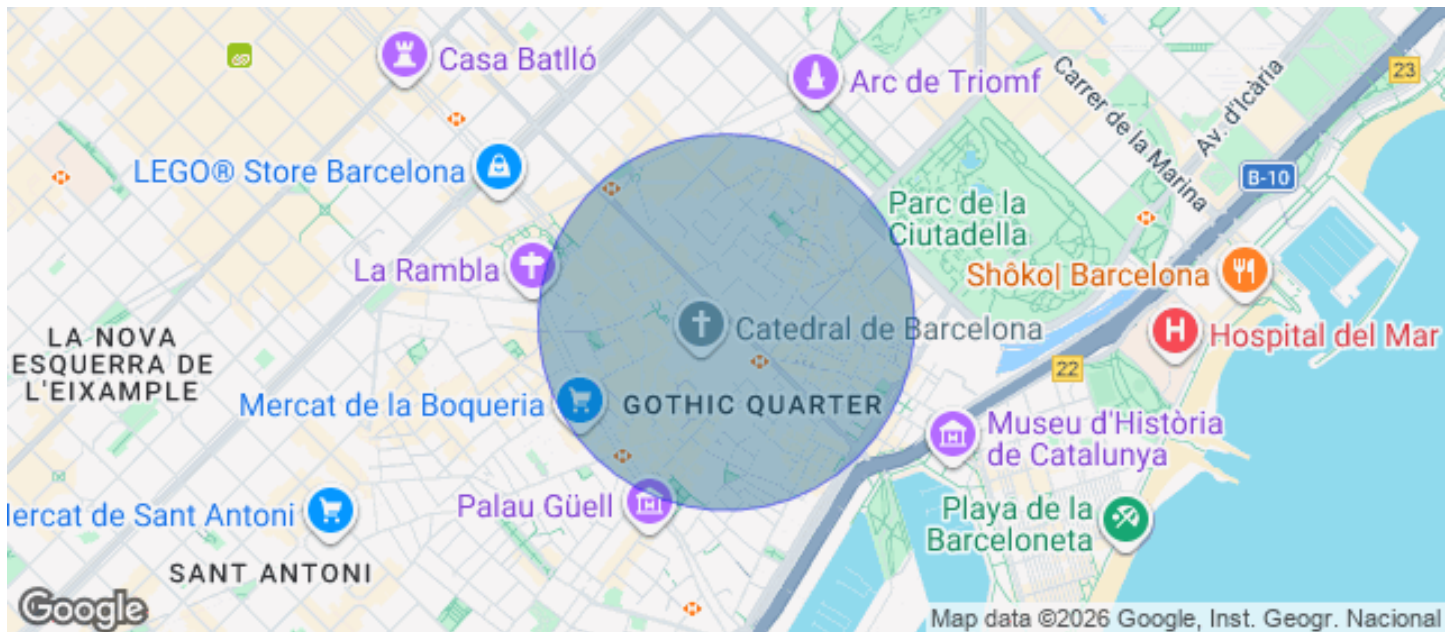 Casa Batlló
Arc de Triomf
Carrer de la Marina
Av. d'Icària
23
LEGO® Store Barcelona
B-10
Parc de la
Ciutadella
La Rambla
Shôko| Barcelona
Catedral de Barcelona
Hospital del Mar
LA NOVA
ESQUERRA DE
L'EIXAMPLE
22
Mercat de la Boqueria
GOTHIC QUARTER
Museu d'Història
de Catalunya
Palau Güell
ercat de Sant Antoni
Playa de la
Barceloneta
SANT ANTONI
Google
Map data ©2026 Google, Inst. Geogr. Nacional